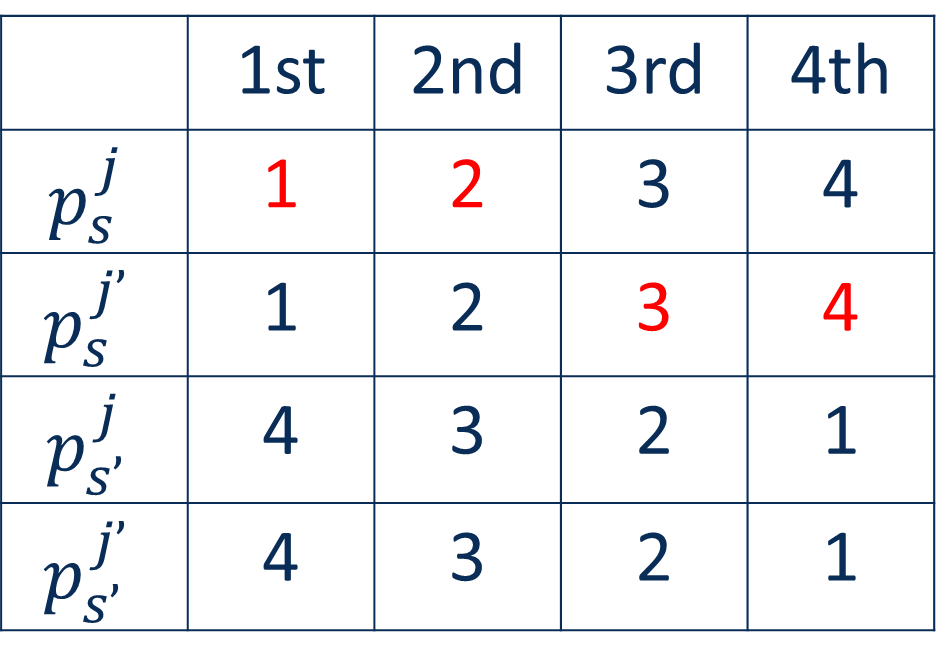 1st 2nd 3rd 4th
p_s^j 1 2 3 4
p_s^j’ 1 2 3 4
p_s’^j 4 3 2 1
p_s’^j’ 4 3 2 1